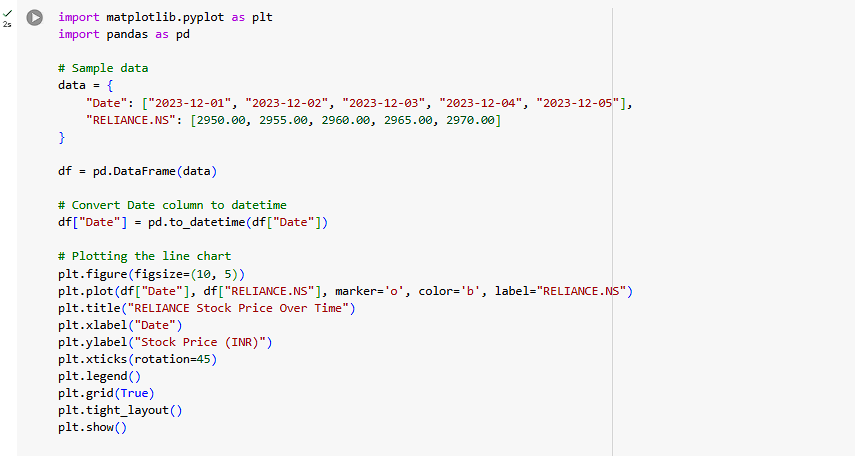 import matplotlib.pyplot as plt
import pandas as pd
# Sample data
data = {
"Date": ["2023-12-01", "2023-12-02", "2023-12-03", "2023-12-04", "2023-12-05"],
"RELIANCE.NS": [2950.00, 2955.00, 2960.00, 2965.00, 2970.00]
}
df = pd.DataFrame(data)
# Convert Date column to datetime
df["Date"] = pd.to_datetime(df["Date"])
# Plotting the line chart
plt.figure(figsize=(10, 5))
plt.plot(df["Date"], df["RELIANCE.NS"], marker='o', color='b', label="RELIANCE.NS")
plt.title("RELIANCE Stock Price Over Time")
plt.xlabel("Date")
plt.ylabel("Stock Price (INR)")
plt.xticks(rotation=45)
plt.legend()
plt.grid(True)
plt.tight_layout()
plt.show()
2s